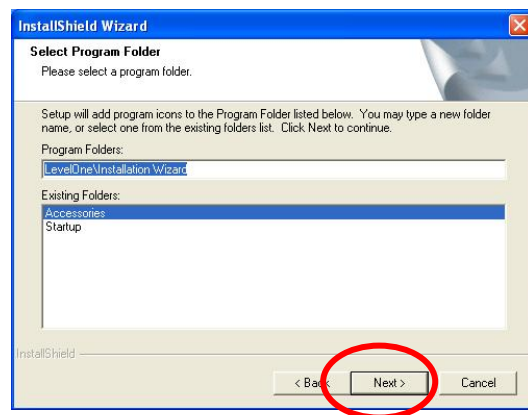 InstallShield Wizard
Select Program Folder
Please select a program folder.
Setup will add program icons to the Program Folder listed below. You may type a new folder
name, or select one from the existing folders list. Click Next to continue.
Program Folders:
LevelOne\Installation Wizard
Existing Folders:
Accessories
Startup
InstallShield
< Back Next > Cancel